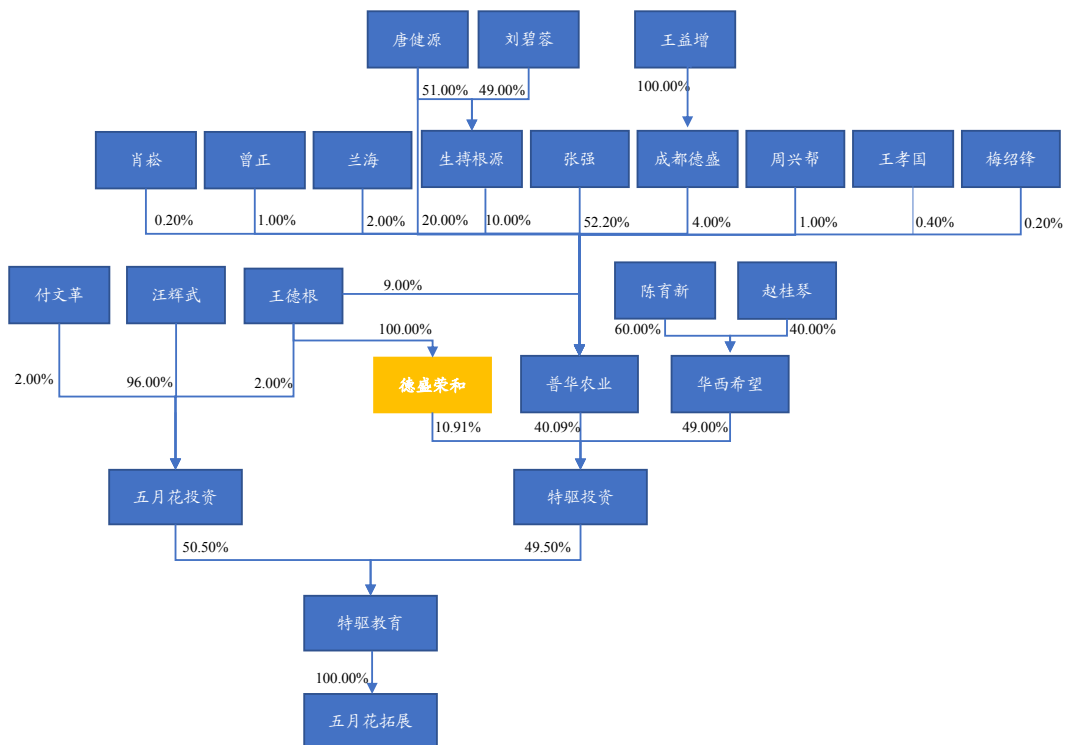 唐健源
刘碧蓉
王益增
51.00%
49.00%
100.00%
肖崧
曾正
兰海
生搏根源
张强
成都德盛
周兴帮
王孝国
梅绍锋
0.20%
1.00%
2.00%
20.00%
10.00%
52.20%
4.00%
1.00%
0.40%
0.20%
付文革
汪辉武
王德根
9.00%
陈育新
赵桂琴
100.00%
60.00%
40.00%
2.00%
96.00%
2.00%
德盛荣和
普华农业
华西希望
10.91%
40.09%
49.00%
五月花投资
特驱投资
50.50%
49.50%
特驱教育
100.00%
五月花拓展